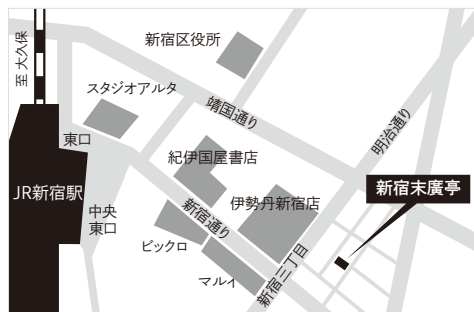 至 大久保
新宿区役所
スタジオアルタ
靖国通り
明治通り
東口
紀伊国屋書店
JR新宿駅
中央
東口
新宿通り
伊勢丹新宿店
新宿末廣亭
ビックロ
マルイ
新宿三丁目